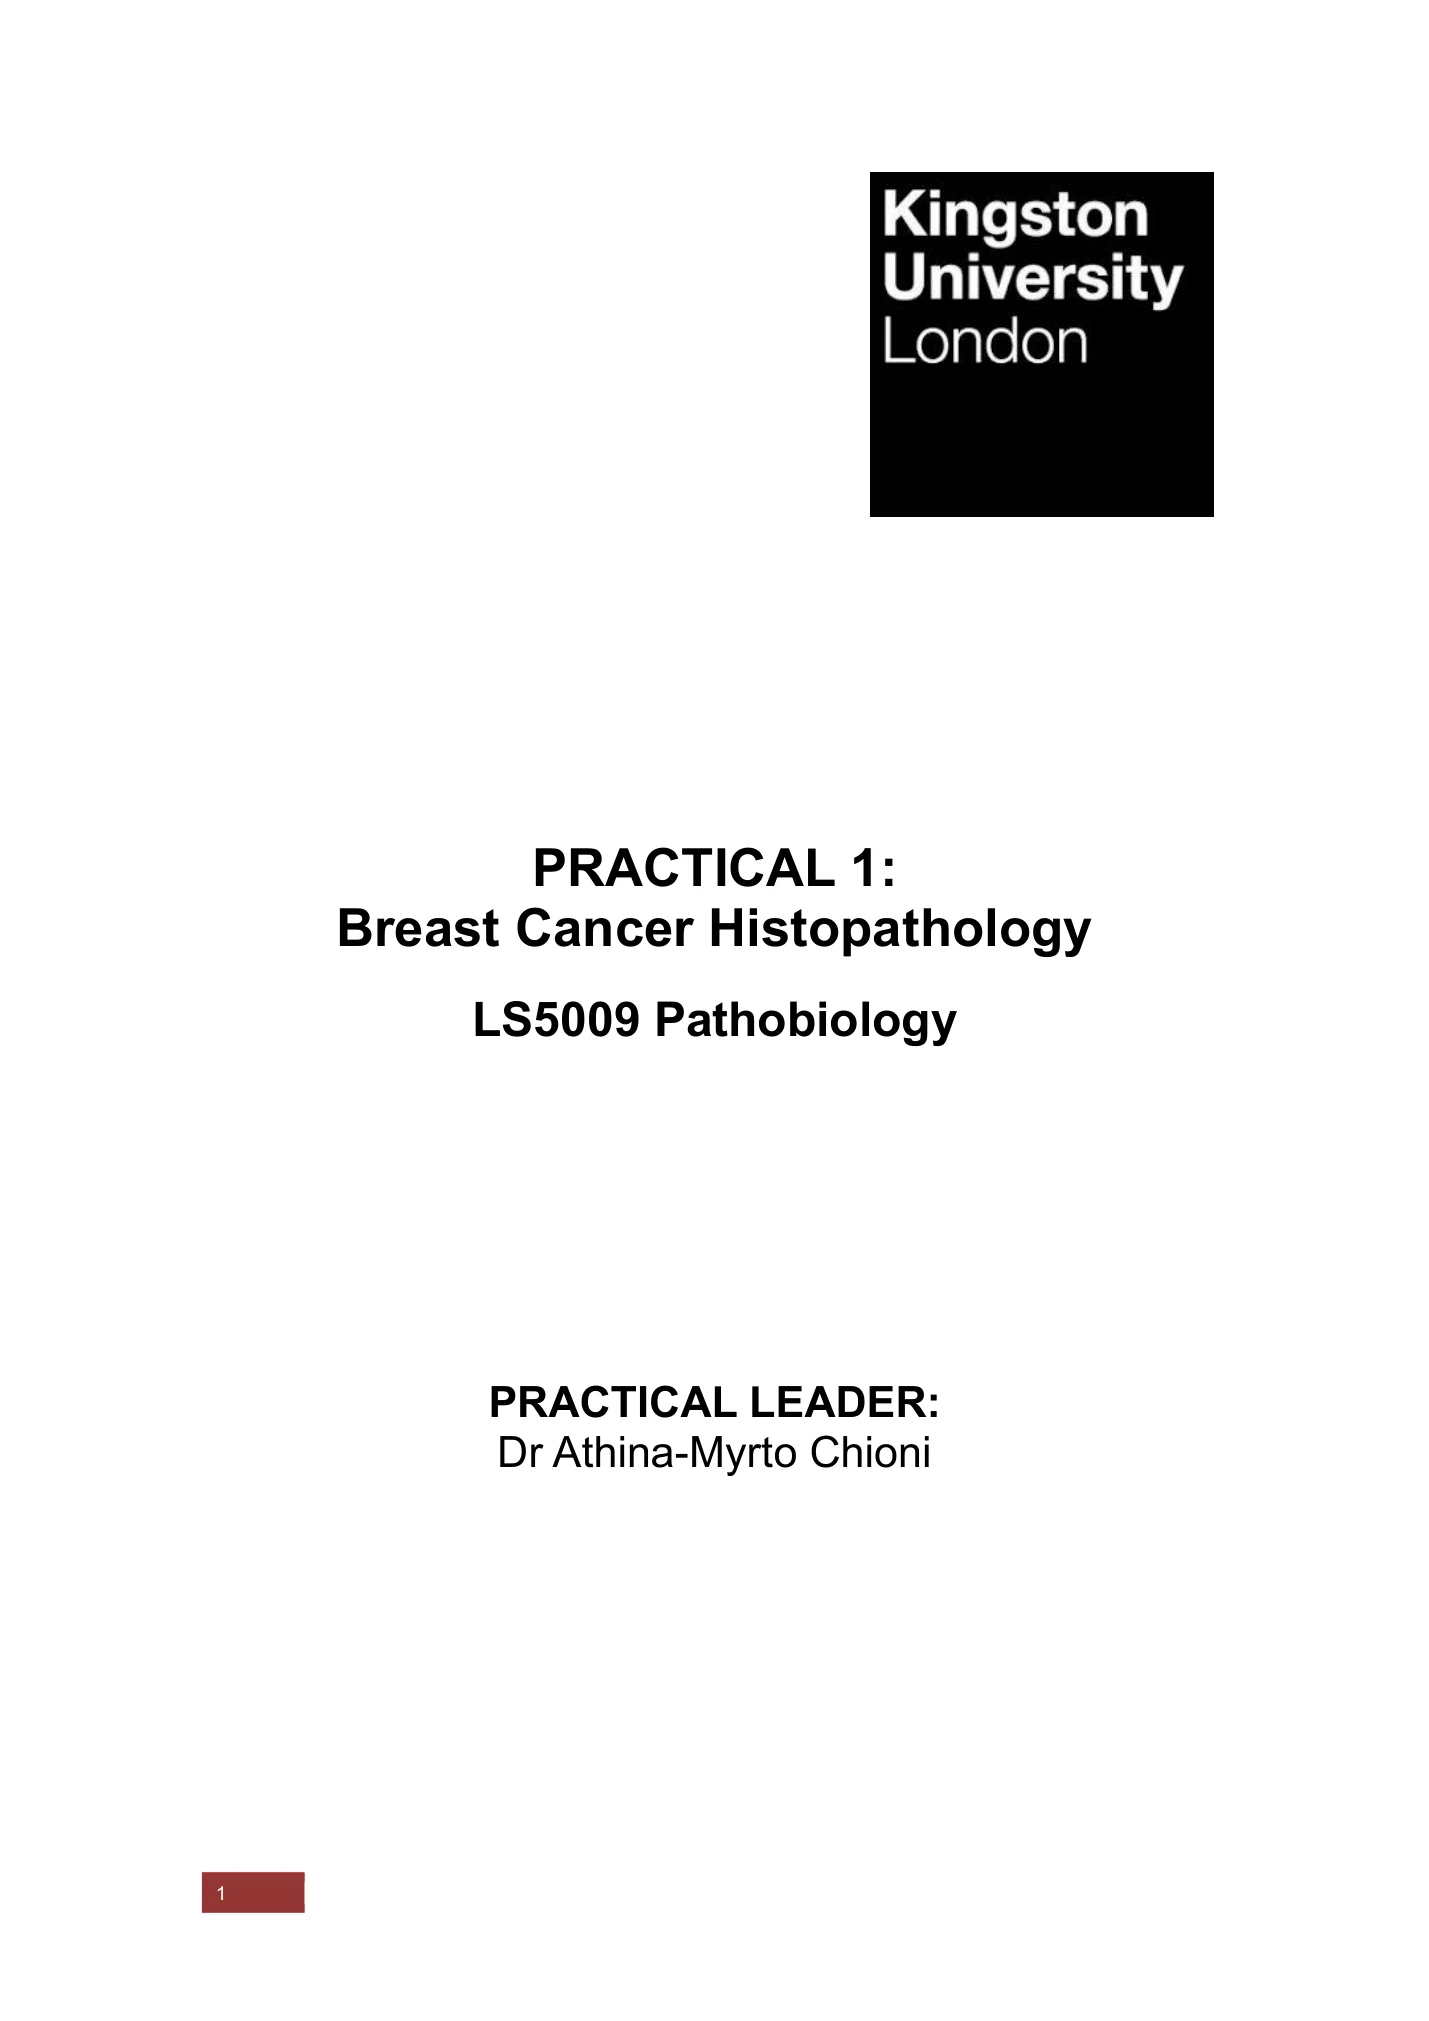 Kingston
University
London
PRACTICAL 1:
Breast Cancer Histopathology
LS5009 Pathobiology
PRACTICAL LEADER:
Dr Athina-Myrto Chioni
1